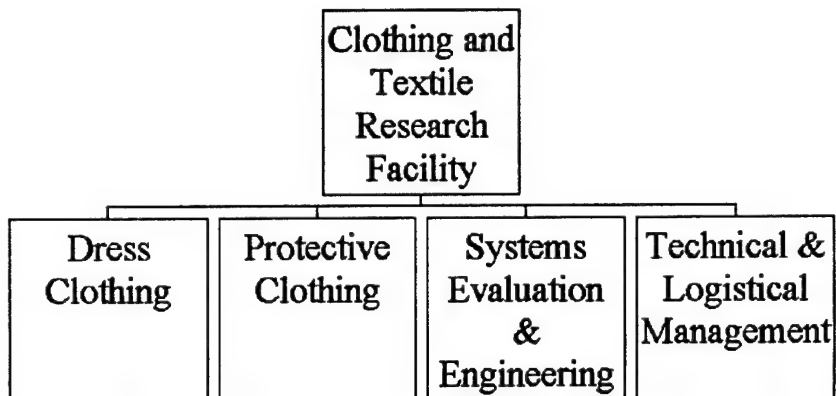 Clothing and
Textile
Research
Facility
Dress
Clothing
Protective
Clothing
Systems
Evaluation
&
Engineering
Technical &
Logistical
Management